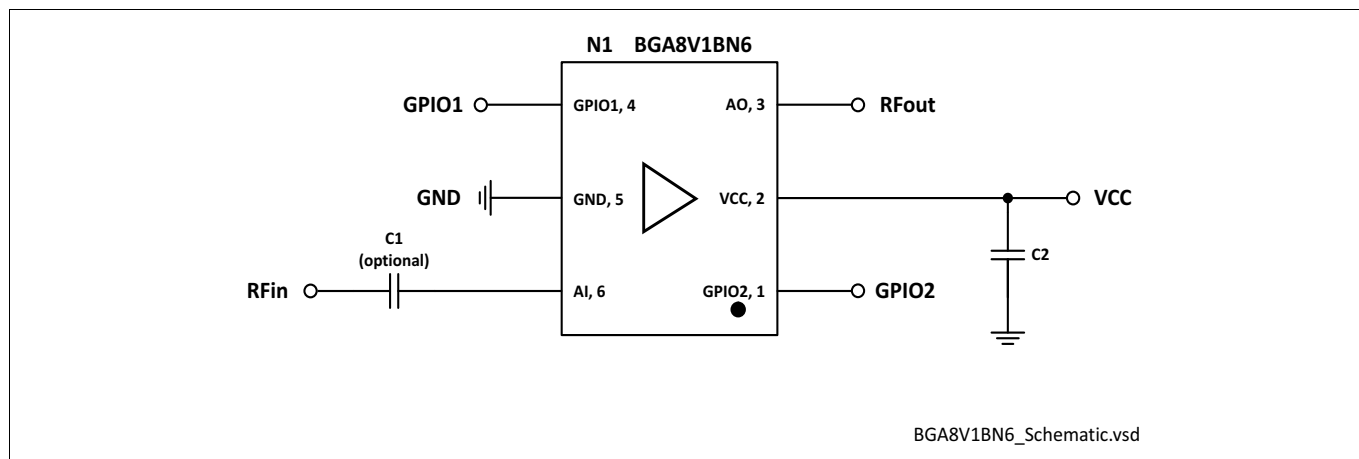 N1 BGA8V1BN6
GPIO1
GPIO1, 4
AO, 3
RFout
GND
GND, 5
VCC, 2
VCC
C1
(optional)
C2
RFin
AI, 6
GPIO2, 1
GPIO2
BGA8V1BN6_Schematic.vsd